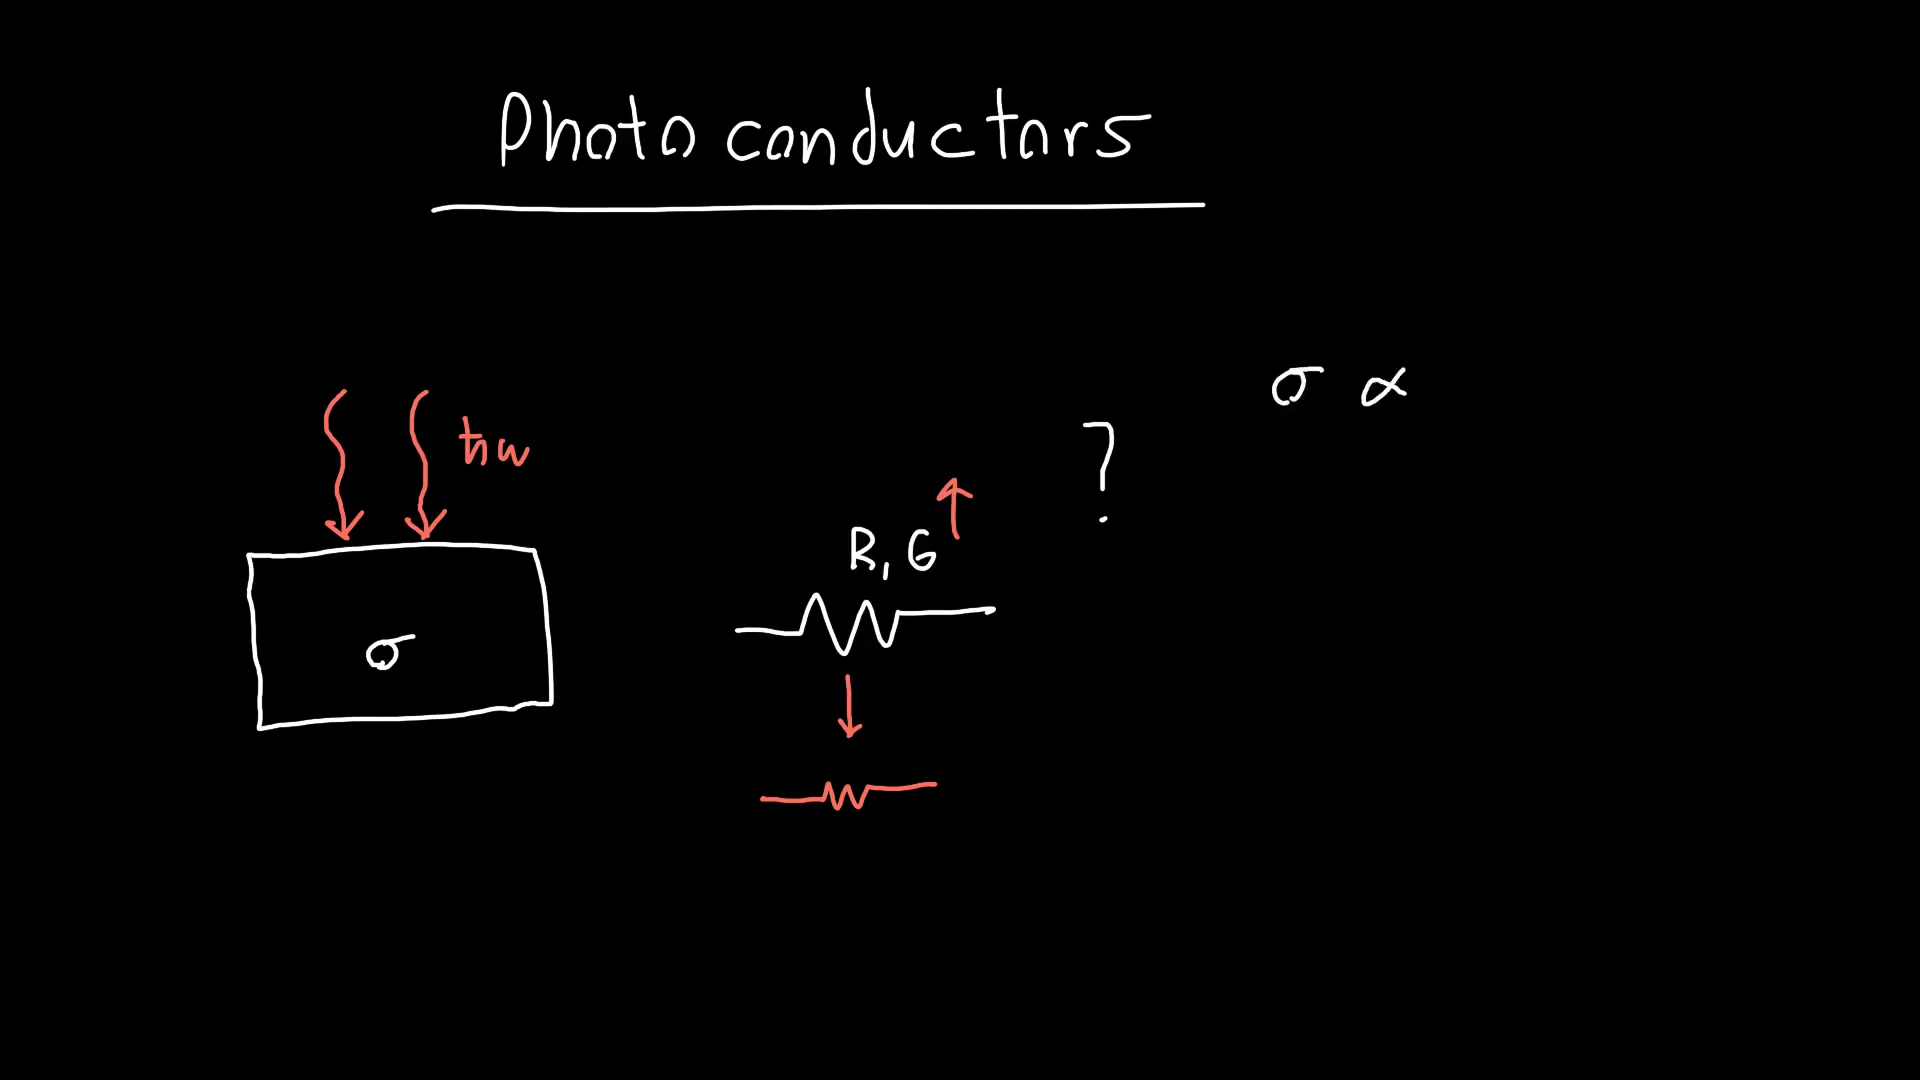 Photo conductors
σ ∝
ħω
?
R, G
σ